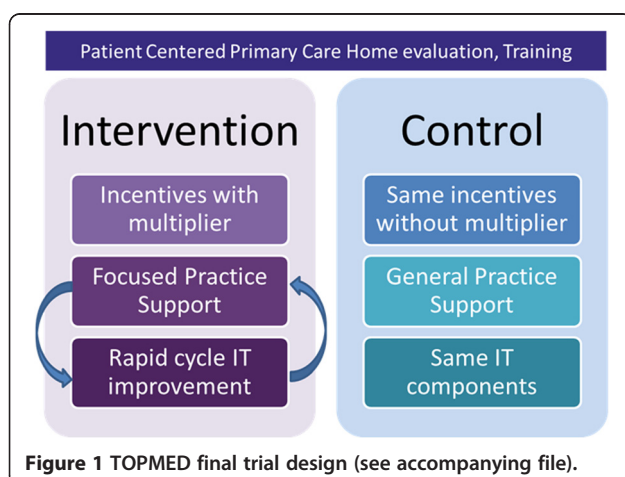 Patient Centered Primary Care Home evaluation, Training
Intervention
Incentives with
multiplier
Focused Practice
Support
Rapid cycle IT
improvement
Control
Same incentives
without multiplier
General Practice
Support
Same IT
components
Figure 1 TOPMED final trial design (see accompanying file).